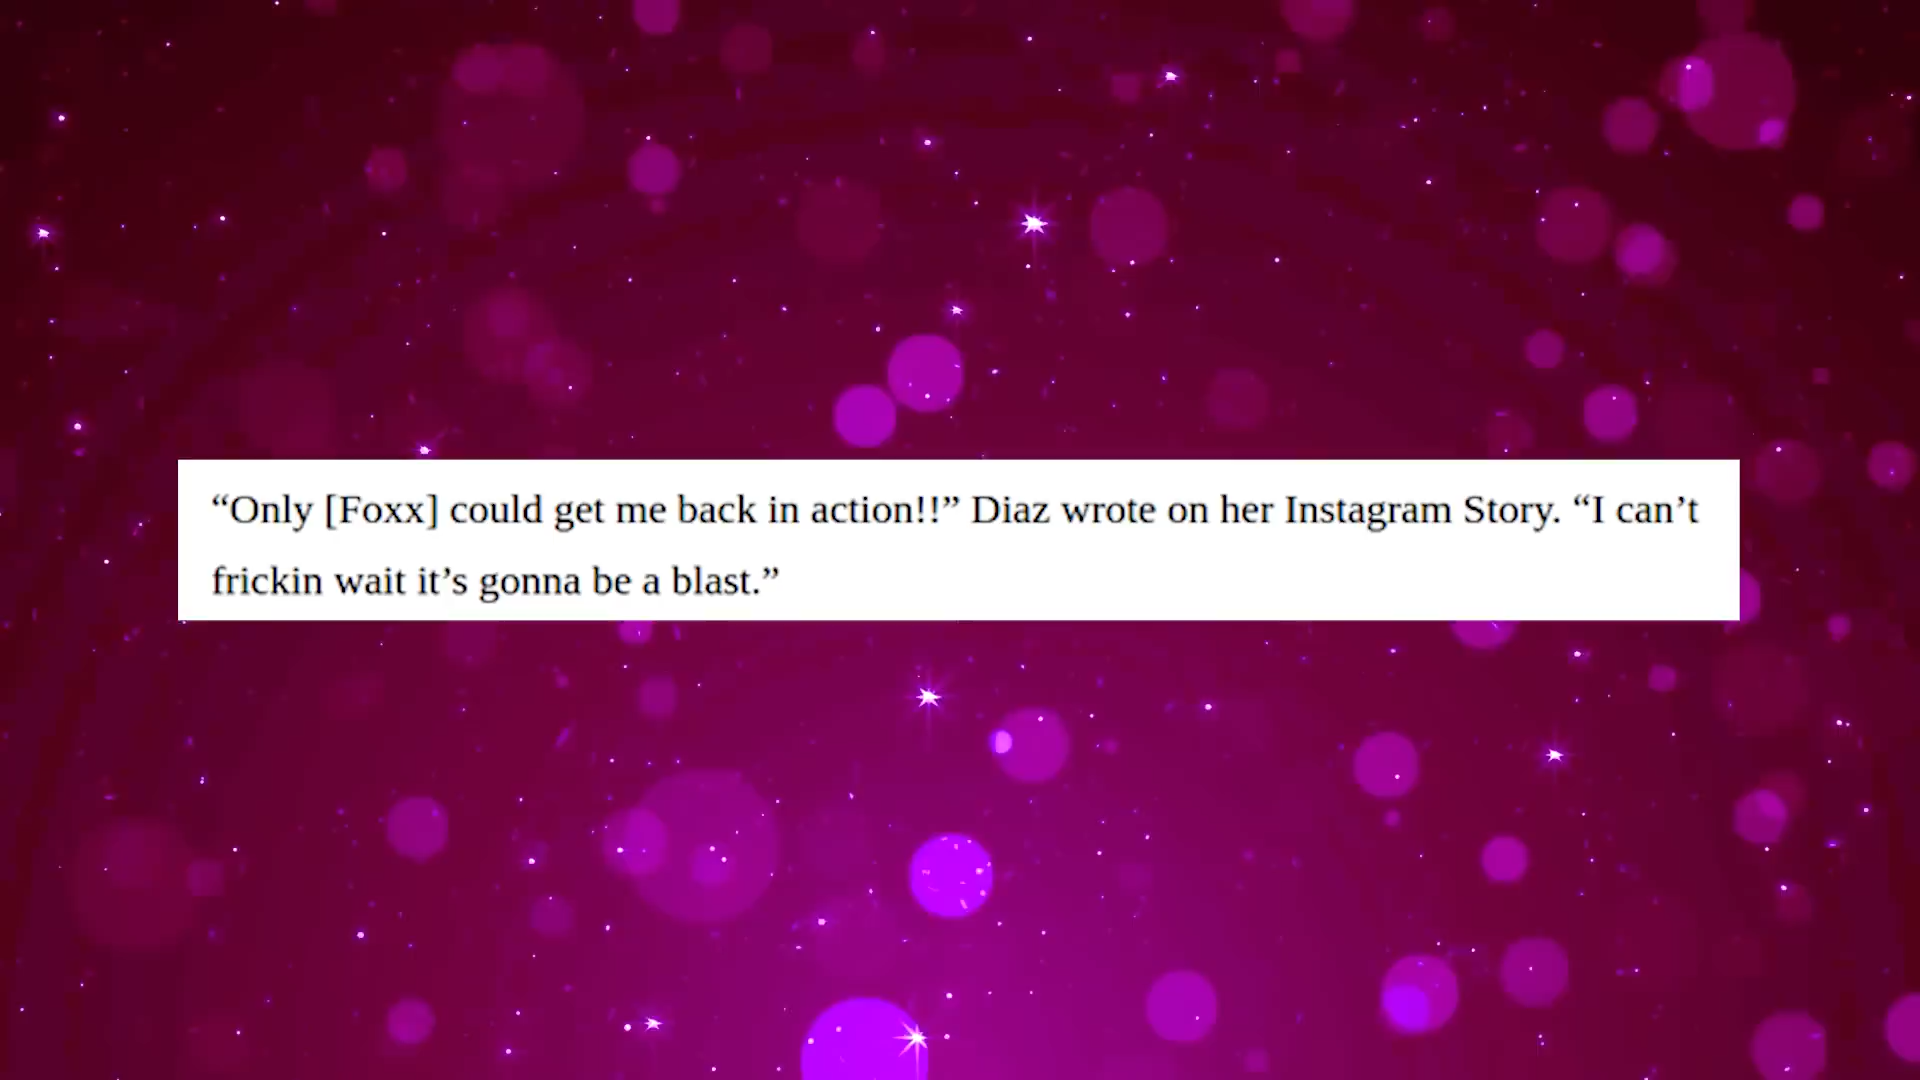 “Only [Foxx] could get me back in action!!” Diaz wrote on her Instagram Story. “I can’t
frickin wait it’s gonna be a blast.”